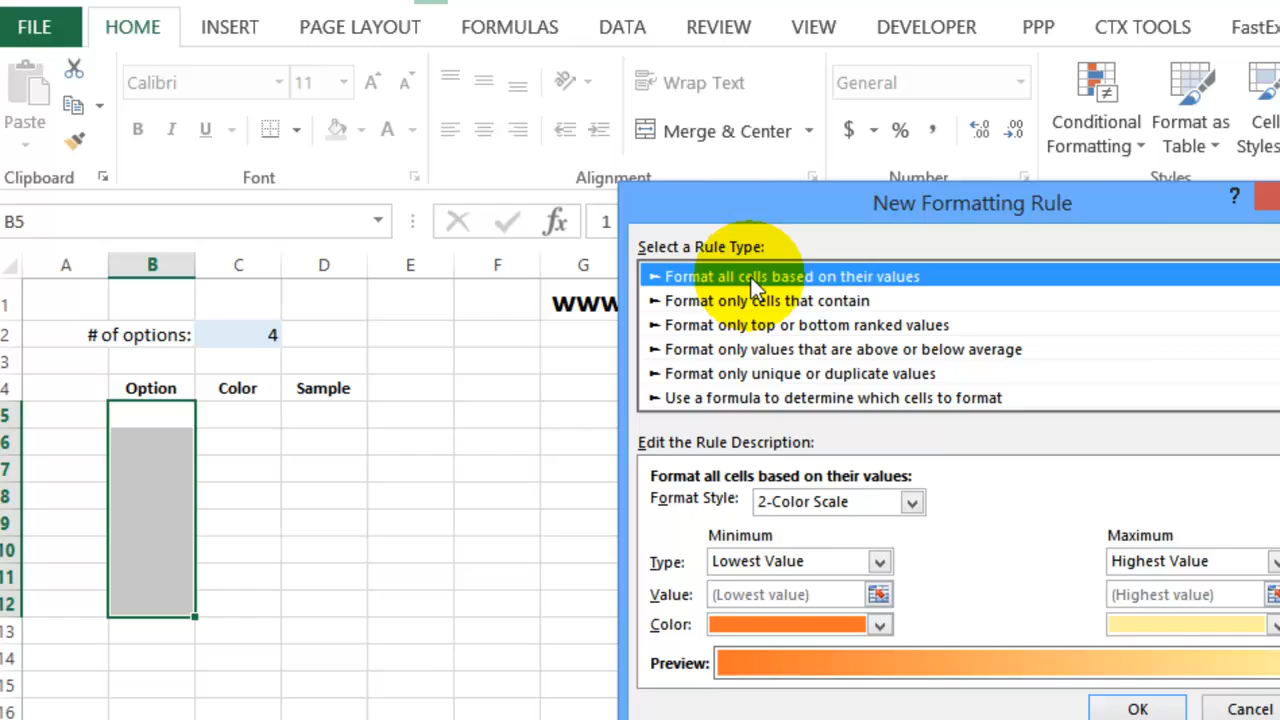 FILE HOME INSERT PAGE LAYOUT FORMULAS DATA REVIEW VIEW DEVELOPER PPP CTX TOOLS FastEx
Calibri 11 Wrap Text General
Paste B I U A Merge & Center $ % , Conditional Formatting Format as Table Cell Styles
Clipboard Font Alignment Number Styles
B5 fx 1
New Formatting Rule ?
A B C D E F G
Select a Rule Type:
► Format all cells based on their values
► Format only cells that contain
► Format only top or bottom ranked values
► Format only values that are above or below average
► Format only unique or duplicate values
► Use a formula to determine which cells to format
1 www
2 # of options: 4
3
4 Option Color Sample
5
6
7
8
9
10
11
12
13
14
15
16
Edit the Rule Description:
Format all cells based on their values:
Format Style: 2-Color Scale
Minimum Maximum
Type: Lowest Value Highest Value
Value: (Lowest value) (Highest value)
Color:
Preview:
OK Cancel